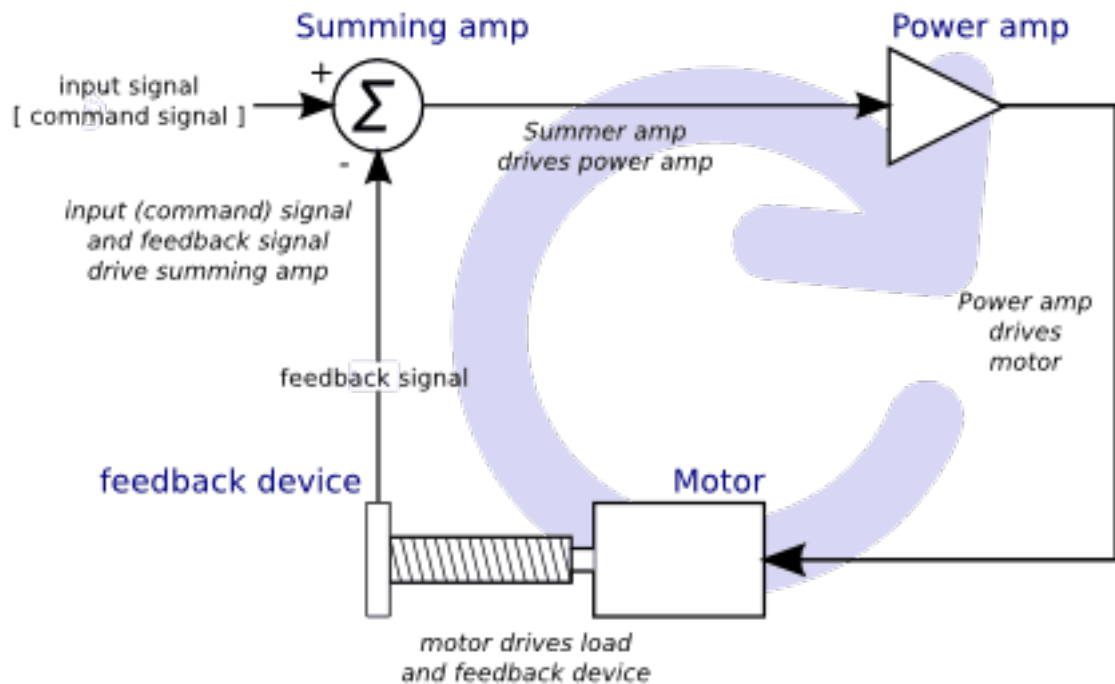 Summing amp
Power amp
+
input signal
[ command signal ]
Σ
Summer amp
drives power amp
-
input (command) signal
and feedback signal
drive summing amp
Power amp
drives
motor
feedback signal
feedback device
Motor
motor drives load
and feedback device